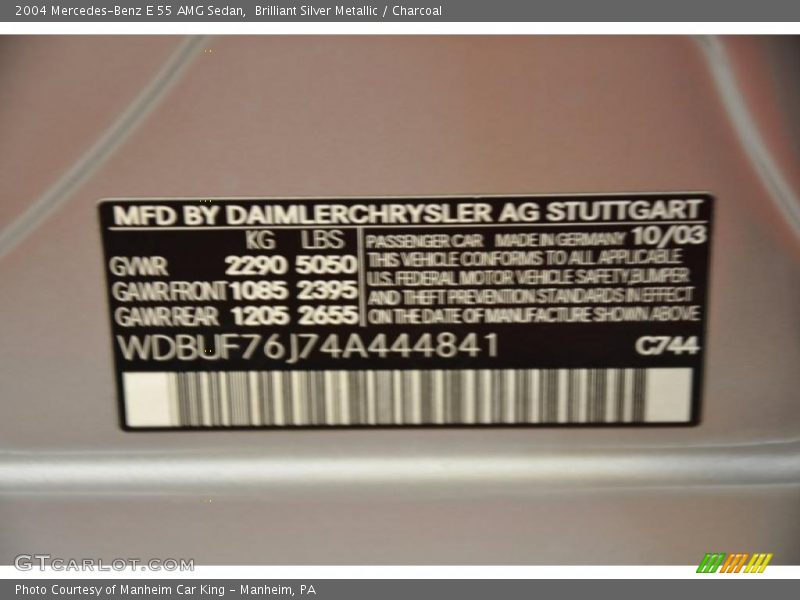 2004 Mercedes-Benz E 55 AMG Sedan,  Brilliant Silver Metallic / Charcoal
MFD BY DAIMLERCHRYSLER AG STUTTGART
KG LBS
GVWR 2290 5050
GAWR FRONT 1085 2395
GAWR REAR 1205 2655
PASSENGER CAR MADE IN GERMANY 10/03
THIS VEHICLE CONFORMS TO ALL APPLICABLE
U.S. FEDERAL MOTOR VEHICLE SAFETY,BUMPER
AND THEFT PREVENTION STANDARDS IN EFFECT
ON THE DATE OF MANUFACTURE SHOWN ABOVE
WDBUF76J74A444841 C744
GTCARLOT.COM
Photo Courtesy of Manheim Car King - Manheim, PA